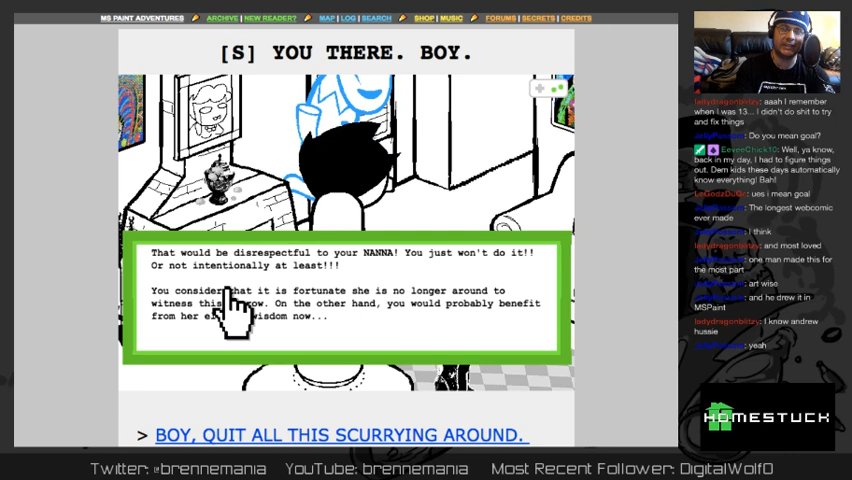 MS PAINT ADVENTURES ARCHIVE | NEW READER? MAP | LOG | SEARCH SHOP | MUSIC FORUMS | SECRETS | CREDITS
[S] YOU THERE. BOY.
That would be disrespectful to your NANNA! You just won't do it!!
Or not intentionally at least!!!
You consider that it is fortunate she is no longer around to
witness this row. On the other hand, you would probably benefit
from her wisdom now...
> BOY, QUIT ALL THIS SCURRYING AROUND.
ladydragonblitzy: aaah I remember
when I was 13... I didn't do shit to try
and fix things
Do you mean goal?
EeveeChick10: Well, ya know,
back in my day, I had to figure things
out. Dem kids these days automatically
know everything! Bah!
ues i mean goal
The longest webcomic
ever made
I think
ladydragonblitzy: and most loved
one man made this for
the most part
art wise
and he drew it in
MSPaint
ladydragonblitzy: I know andrew
hussie
yeah
HOMESTUCK
Twitter: @brennemania YouTube: brennemania Most Recent Follower: DigitalWolf0